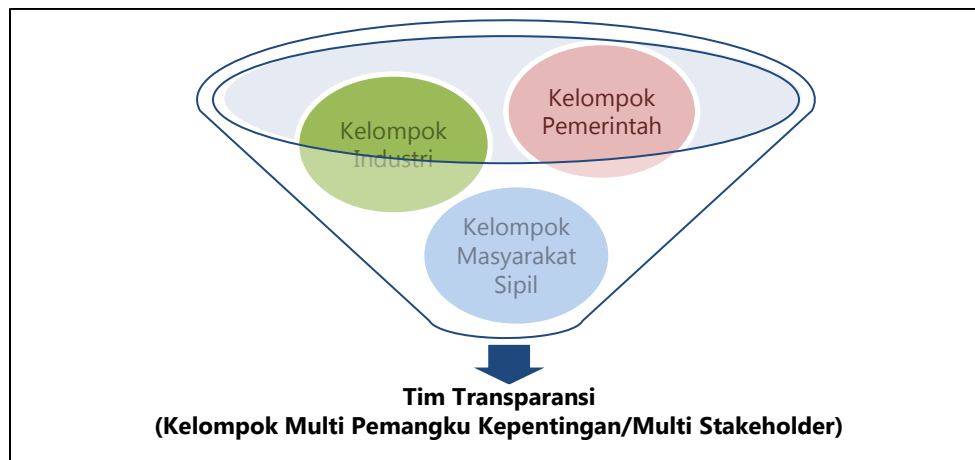 Kelompok
Pemerintah
Kelompok
Industri
Kelompok
Masyarakat
Sipil
Tim Transparansi
(Kelompok Multi Pemangku Kepentingan/Multi Stakeholder)